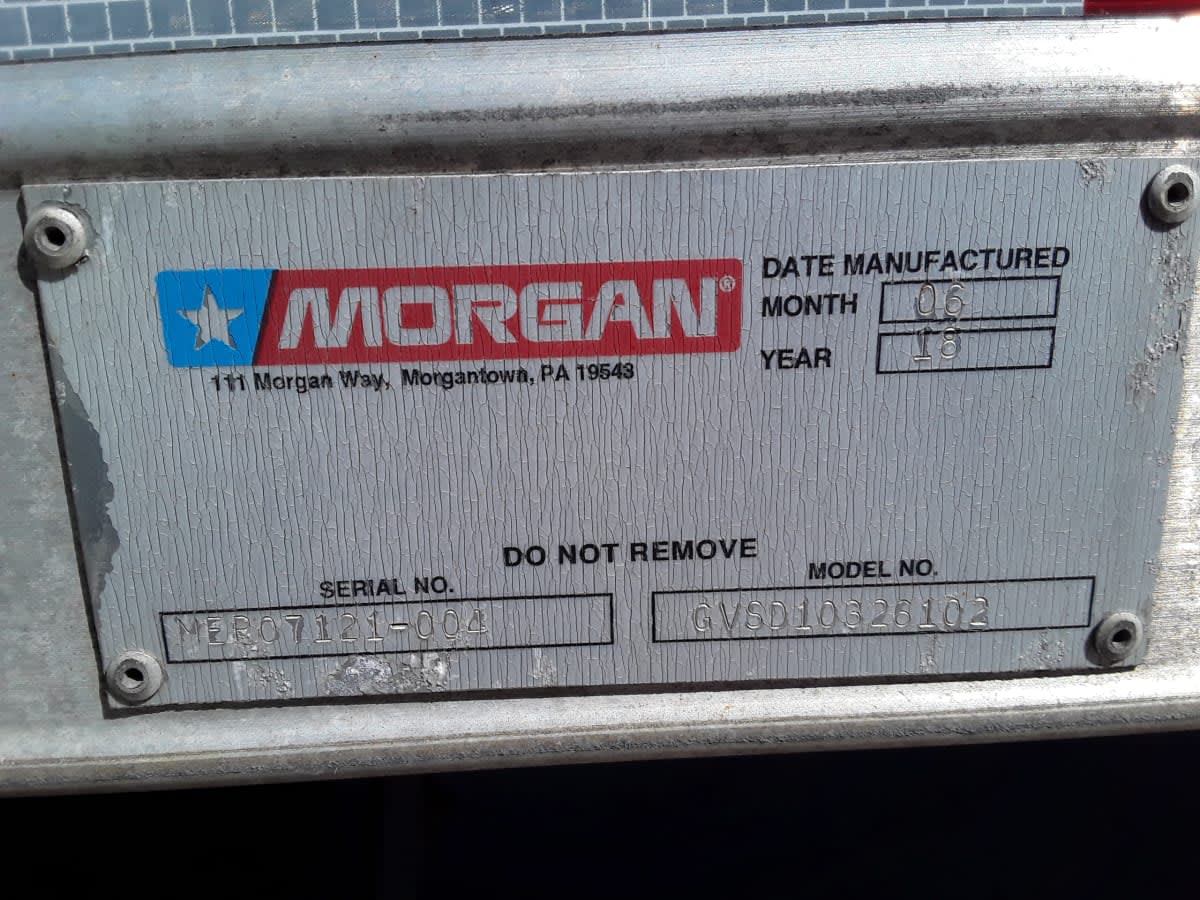 MORGAN®
111 Morgan Way, Morgantown, PA 19543
DATE MANUFACTURED
MONTH 06
YEAR 18
DO NOT REMOVE
SERIAL NO.
MER07121-004
MODEL NO.
GVSD10326102